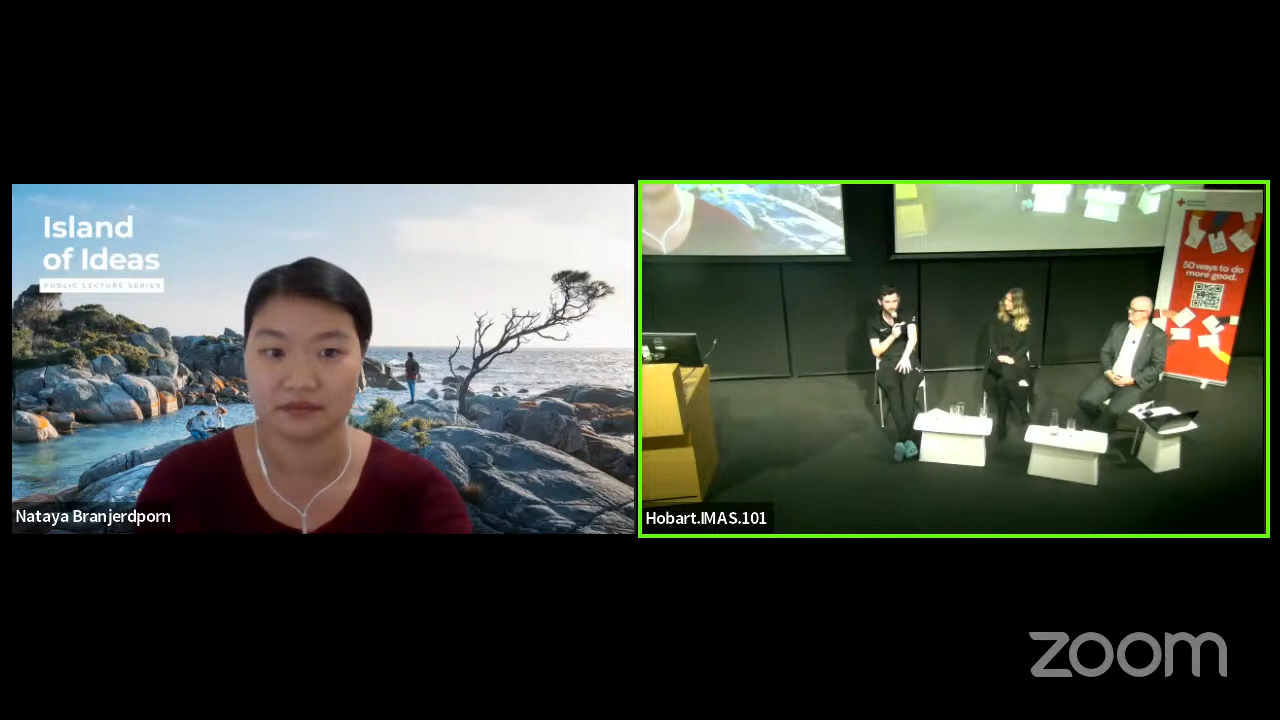 Island
of Ideas
PUBLIC LECTURE SERIES
Nataya Branjerdporn
50 ways to do
more good.
Hobart.IMAS.101
zoom